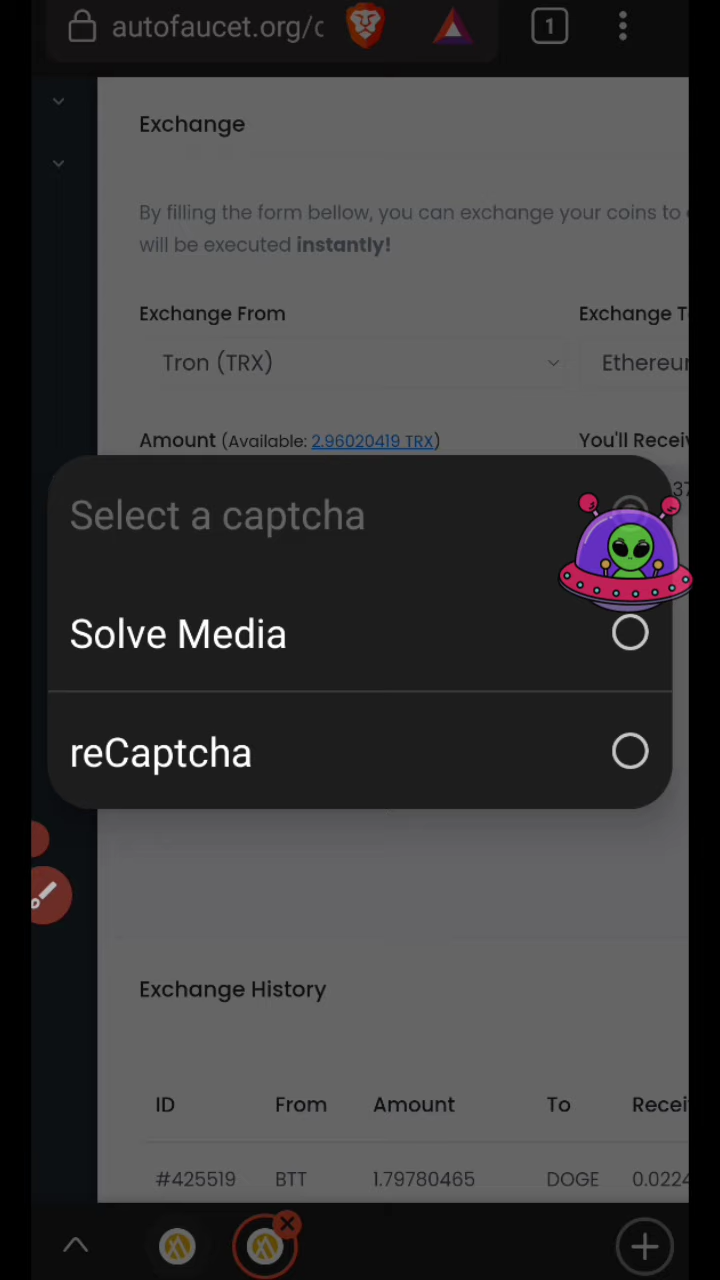 autofaucet.org/c
1
Exchange
By filling the form bellow, you can exchange your coins to
will be executed instantly!
Exchange From
Exchange T
Tron (TRX)
Ethereu
Amount (Available: 2.96020419 TRX)
You'll Recei
37
Select a captcha
Solve Media
reCaptcha
Exchange History
ID From Amount To Recei
#425519 BTT 1.79780465 DOGE 0.0224